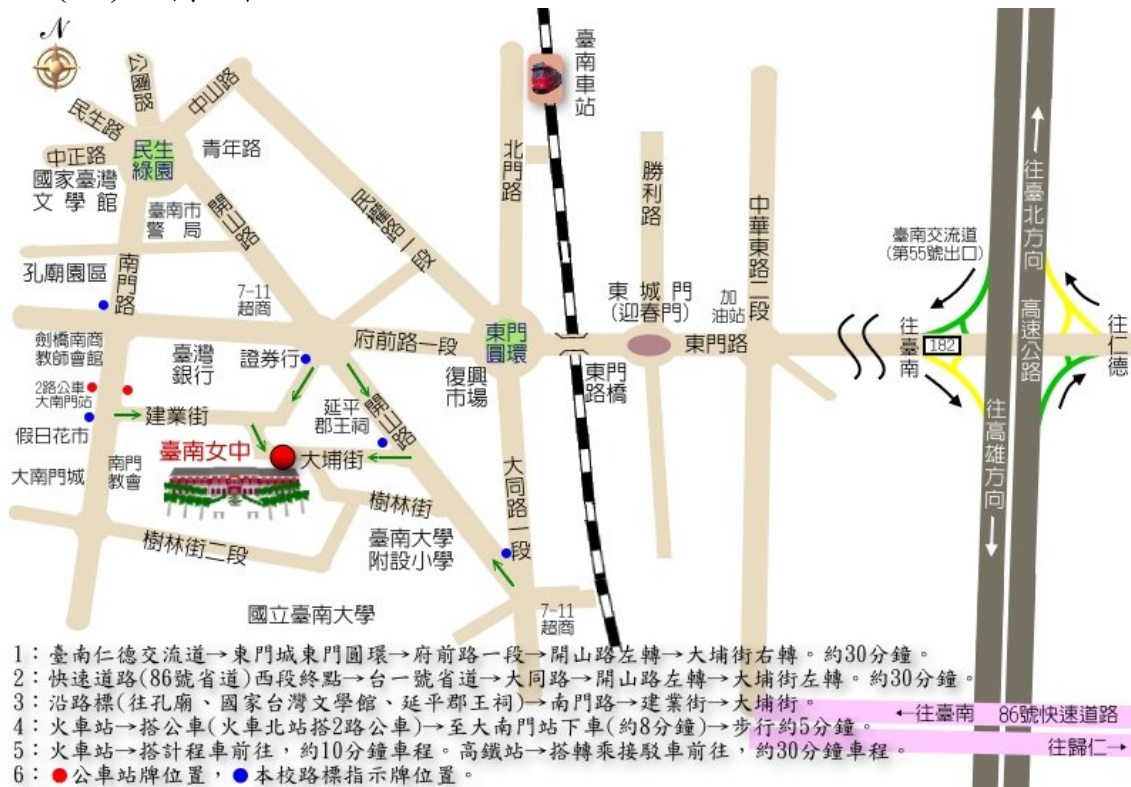 N
公園路
中山路
民生路
中正路
民生
綠園
青年路
國家臺灣
文學館
臺南市
警局
開山路
民權路一段
北門路
臺南車站
勝利路
中華東路二段
孔廟園區
南門路
7-11
超商
府前路一段
東門
圓環
東城門
(迎春門)
加
油站
東門路
臺南交流道
(第55號出口)
往臺北方向
高速公路
往臺南
182
往仁德
往高雄方向
劍橋南商
教師會館
臺灣
銀行
證券行
復興
市場
東門
路橋
2路公車
大南門站
建業街
延平
郡王祠
開山路
假日花市
臺南女中
大埔街
大同路一段
大南門城
南門
教會
樹林街
樹林街二段
臺南大學
附設小學
國立臺南大學
7-11
超商
1：臺南仁德交流道→東門城東門圓環→府前路一段→開山路左轉→大埔街右轉。約30分鐘。
2：快速道路(86號省道)西段終點→台一號省道→大同路→開山路左轉→大埔街左轉。約30分鐘。
3：沿路標(往孔廟、國家台灣文學館、延平郡王祠)→南門路→建業街→大埔街。
←往臺南 86號快速道路
4：火車站→搭公車(火車北站搭2路公車)→至大南門站下車(約8分鐘)→步行約5分鐘。
5：火車站→搭計程車前往，約10分鐘車程。高鐵站→搭轉乘接駁車前往，約30分鐘車程。
往歸仁→
6：●公車站牌位置，●本校路標指示牌位置。